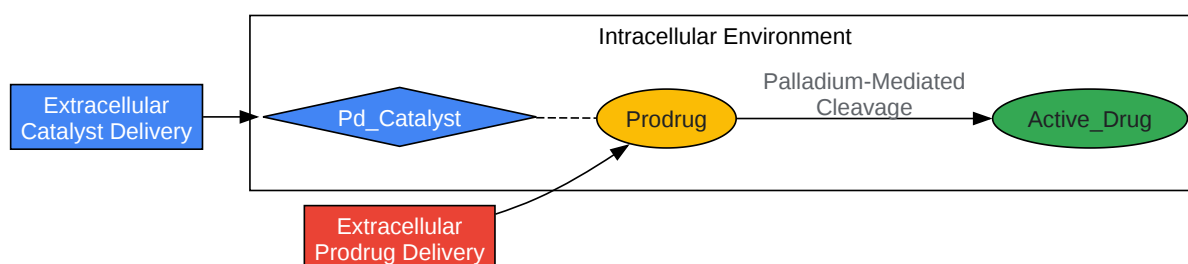 Intracellular Environment
Extracellular
Catalyst Delivery
Pd_Catalyst
Prodrug
Palladium-Mediated
Cleavage
Active_Drug
Extracellular
Prodrug Delivery